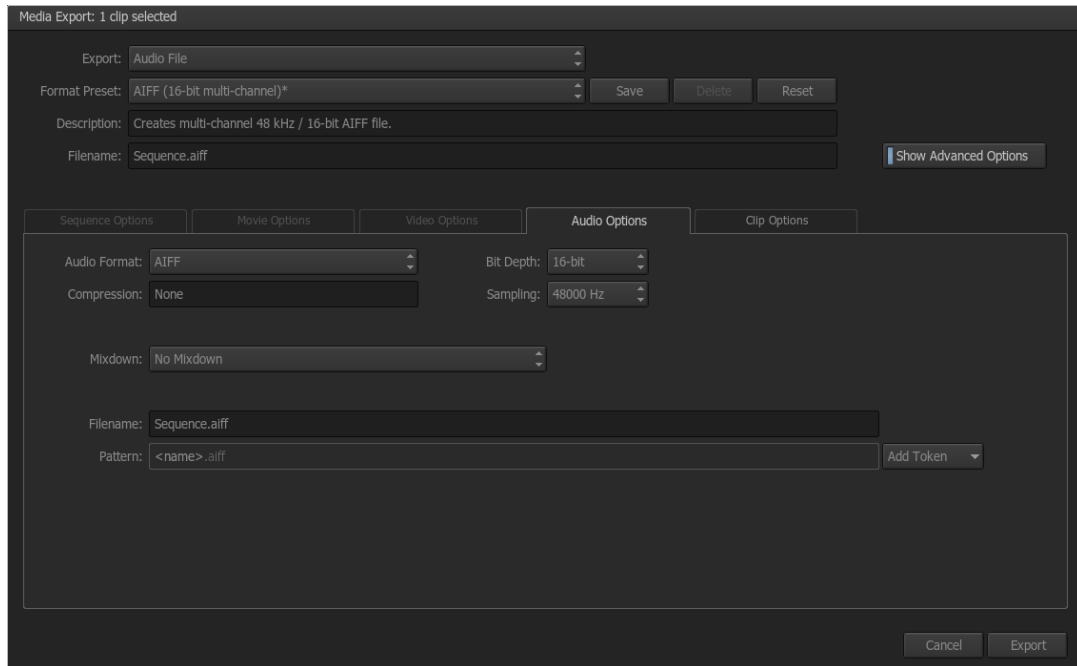 Media Export: 1 clip selected
Export: Audio File
Format Preset: AIFF (16-bit multi-channel)* Save Delete Reset
Description: Creates multi-channel 48 kHz / 16-bit AIFF file.
Filename: Sequence.aiff Show Advanced Options
Sequence Options Movie Options Video Options Audio Options Clip Options
Audio Format: AIFF Bit Depth: 16-bit
Compression: None Sampling: 48000 Hz
Mixdown: No Mixdown
Filename: Sequence.aiff
Pattern: <name>.aiff Add Token
Cancel Export